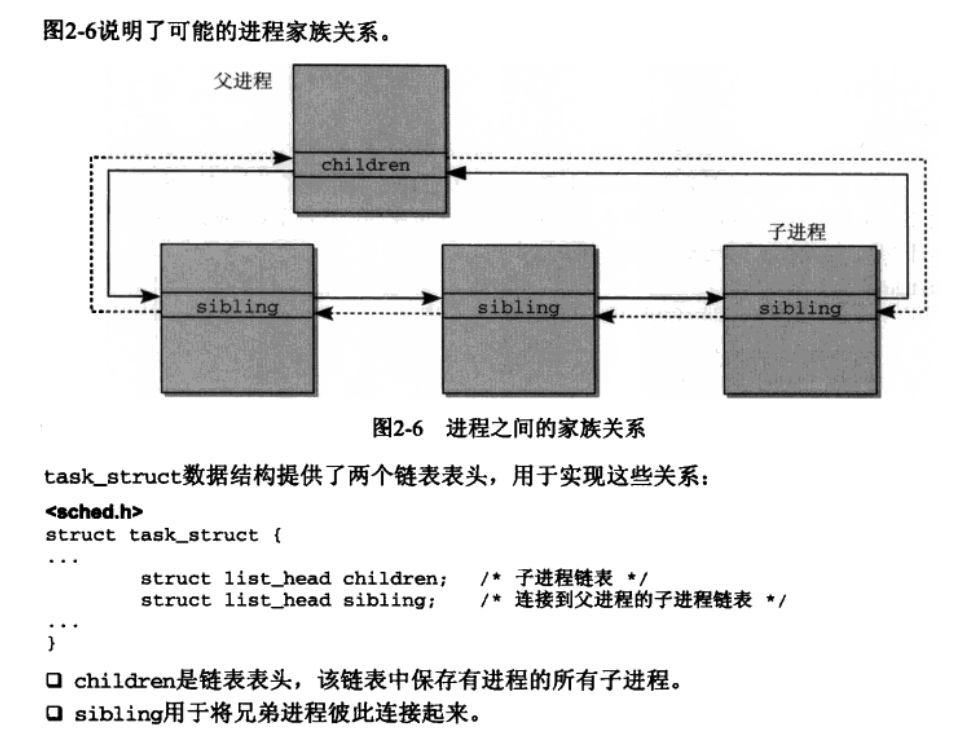 图2-6说明了可能的进程家族关系。
父进程
children
子进程
sibling
sibling
sibling
图2-6 进程之间的家族关系
task_struct数据结构提供了两个链表表头，用于实现这些关系：
<sched.h>
struct task_struct {
...
struct list_head children; /* 子进程链表 */
struct list_head sibling; /* 连接到父进程的子进程链表 */
...
}
❑ children是链表表头，该链表中保存有进程的所有子进程。
❑ sibling用于将兄弟进程彼此连接起来。